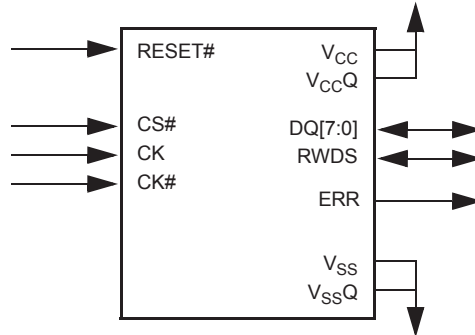 RESET#
CS#
CK
CK#
VCC
VCCQ
DQ[7:0]
RWDS
ERR
VSS
VSSQ